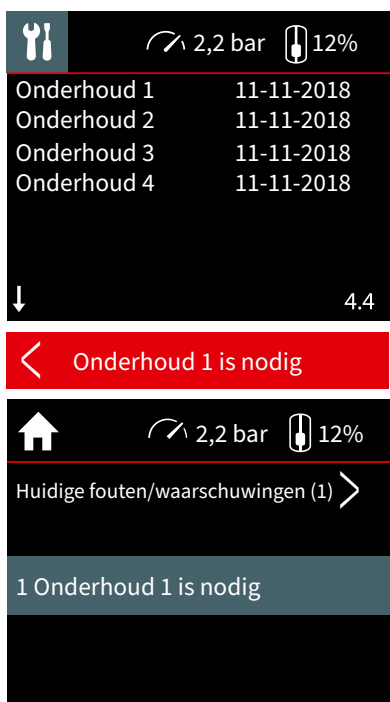 2,2 bar 12%
Onderhoud 1 11-11-2018
Onderhoud 2 11-11-2018
Onderhoud 3 11-11-2018
Onderhoud 4 11-11-2018
4.4
Onderhoud 1 is nodig
2,2 bar 12%
Huidige fouten/waarschuwingen (1)
1 Onderhoud 1 is nodig